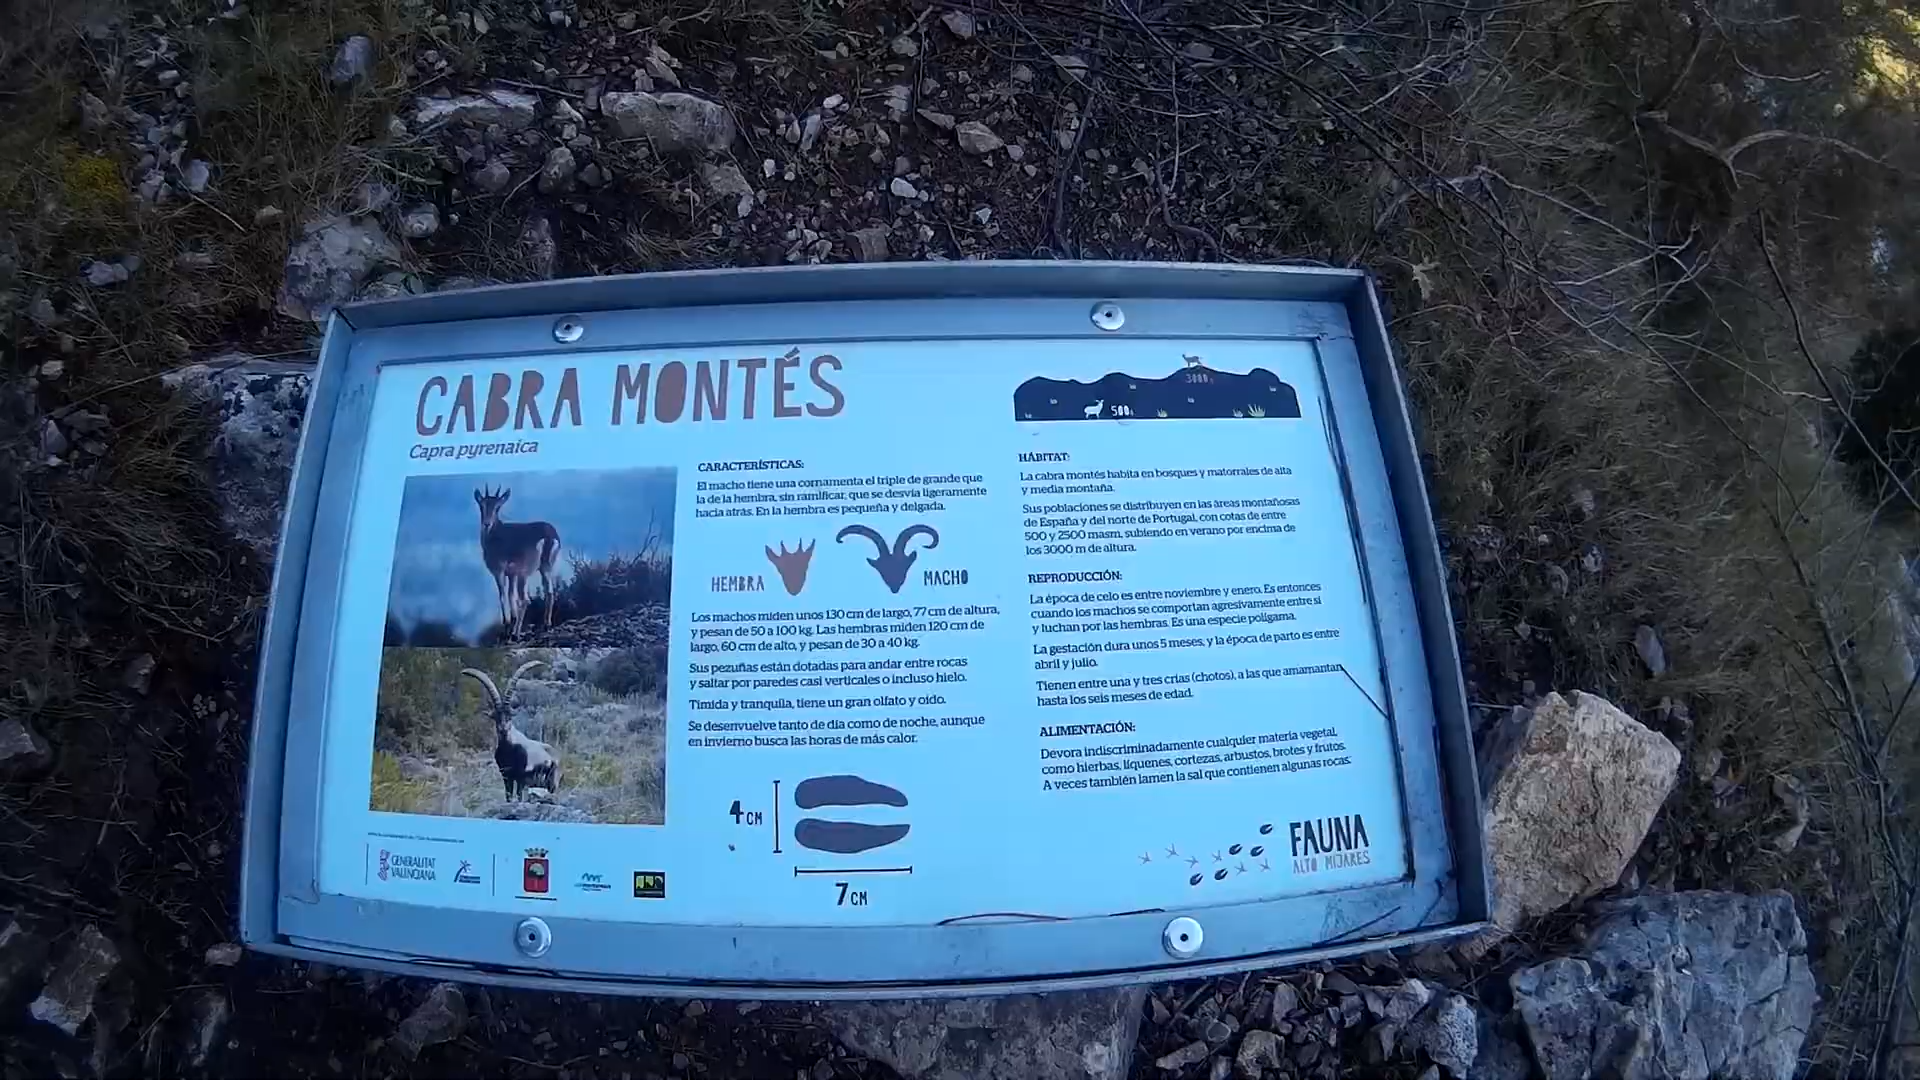 CABRA MONTÉS
Capra pyrenaica
CARACTERÍSTICAS:
El macho tiene una cornamenta el triple de grande que
la de la hembra, sin ramificar, que se desvía ligeramente
hacia atrás. En la hembra es pequeña y delgada.
HEMBRA
MACHO
Los machos miden unos 130 cm de largo, 77 cm de altura,
y pesan de 50 a 100 kg. Las hembras miden 120 cm de
largo, 60 cm de alto, y pesan de 30 a 40 kg.
Sus pezuñas están dotadas para andar entre rocas
y saltar por paredes casi verticales o incluso hielo.
Tímida y tranquila, tiene un gran olfato y oído.
Se desenvuelve tanto de día como de noche, aunque
en invierno busca las horas de más calor.
4 CM
7 CM
GENERALITAT
VALENCIANA
3000
500
HÁBITAT:
La cabra montés habita en bosques y matorrales de alta
y media montaña.
Sus poblaciones se distribuyen en las áreas montañosas
de España y del norte de Portugal, con cotas de entre
500 y 2500 masm, subiendo en verano por encima de
los 3000 m de altura.
REPRODUCCIÓN:
La época de celo es entre noviembre y enero. Es entonces
cuando los machos se comportan agresivamente entre sí
y luchan por las hembras. Es una especie polígama.
La gestación dura unos 5 meses, y la época de parto es entre
abril y julio.
Tienen entre una y tres crías (chotos), a las que amamantan
hasta los seis meses de edad.
ALIMENTACIÓN:
Devora indiscriminadamente cualquier materia vegetal,
como hierbas, líquenes, cortezas, arbustos, brotes y frutos.
A veces también lamen la sal que contienen algunas rocas.
FAUNA
ALTO MIJARES